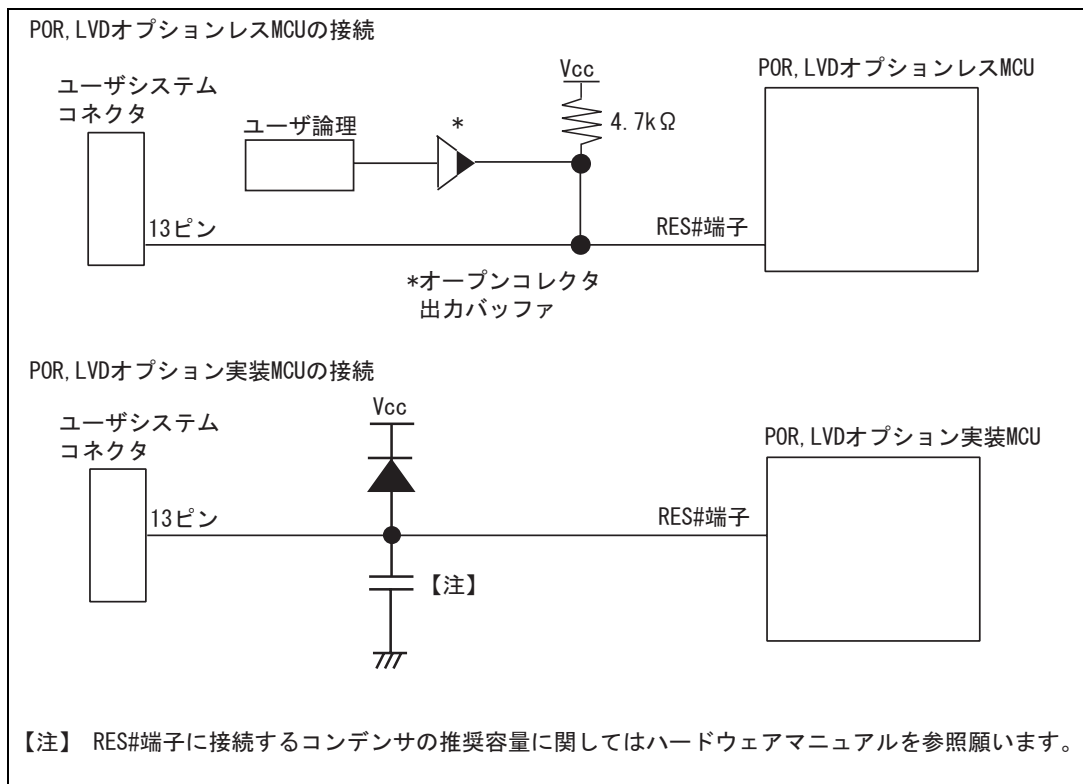 POR, LVDオプションレスMCUの接続
ユーザシステム
コネクタ
Vcc
POR, LVDオプションレスMCU
ユーザ論理
*
4.7kΩ
13ピン
RES#端子
*オープンコレクタ
出力バッファ
POR, LVDオプション実装MCUの接続
ユーザシステム
コネクタ
Vcc
POR, LVDオプション実装MCU
13ピン
RES#端子
【注】
【注】 RES#端子に接続するコンデンサの推奨容量に関してはハードウェアマニュアルを参照願います。